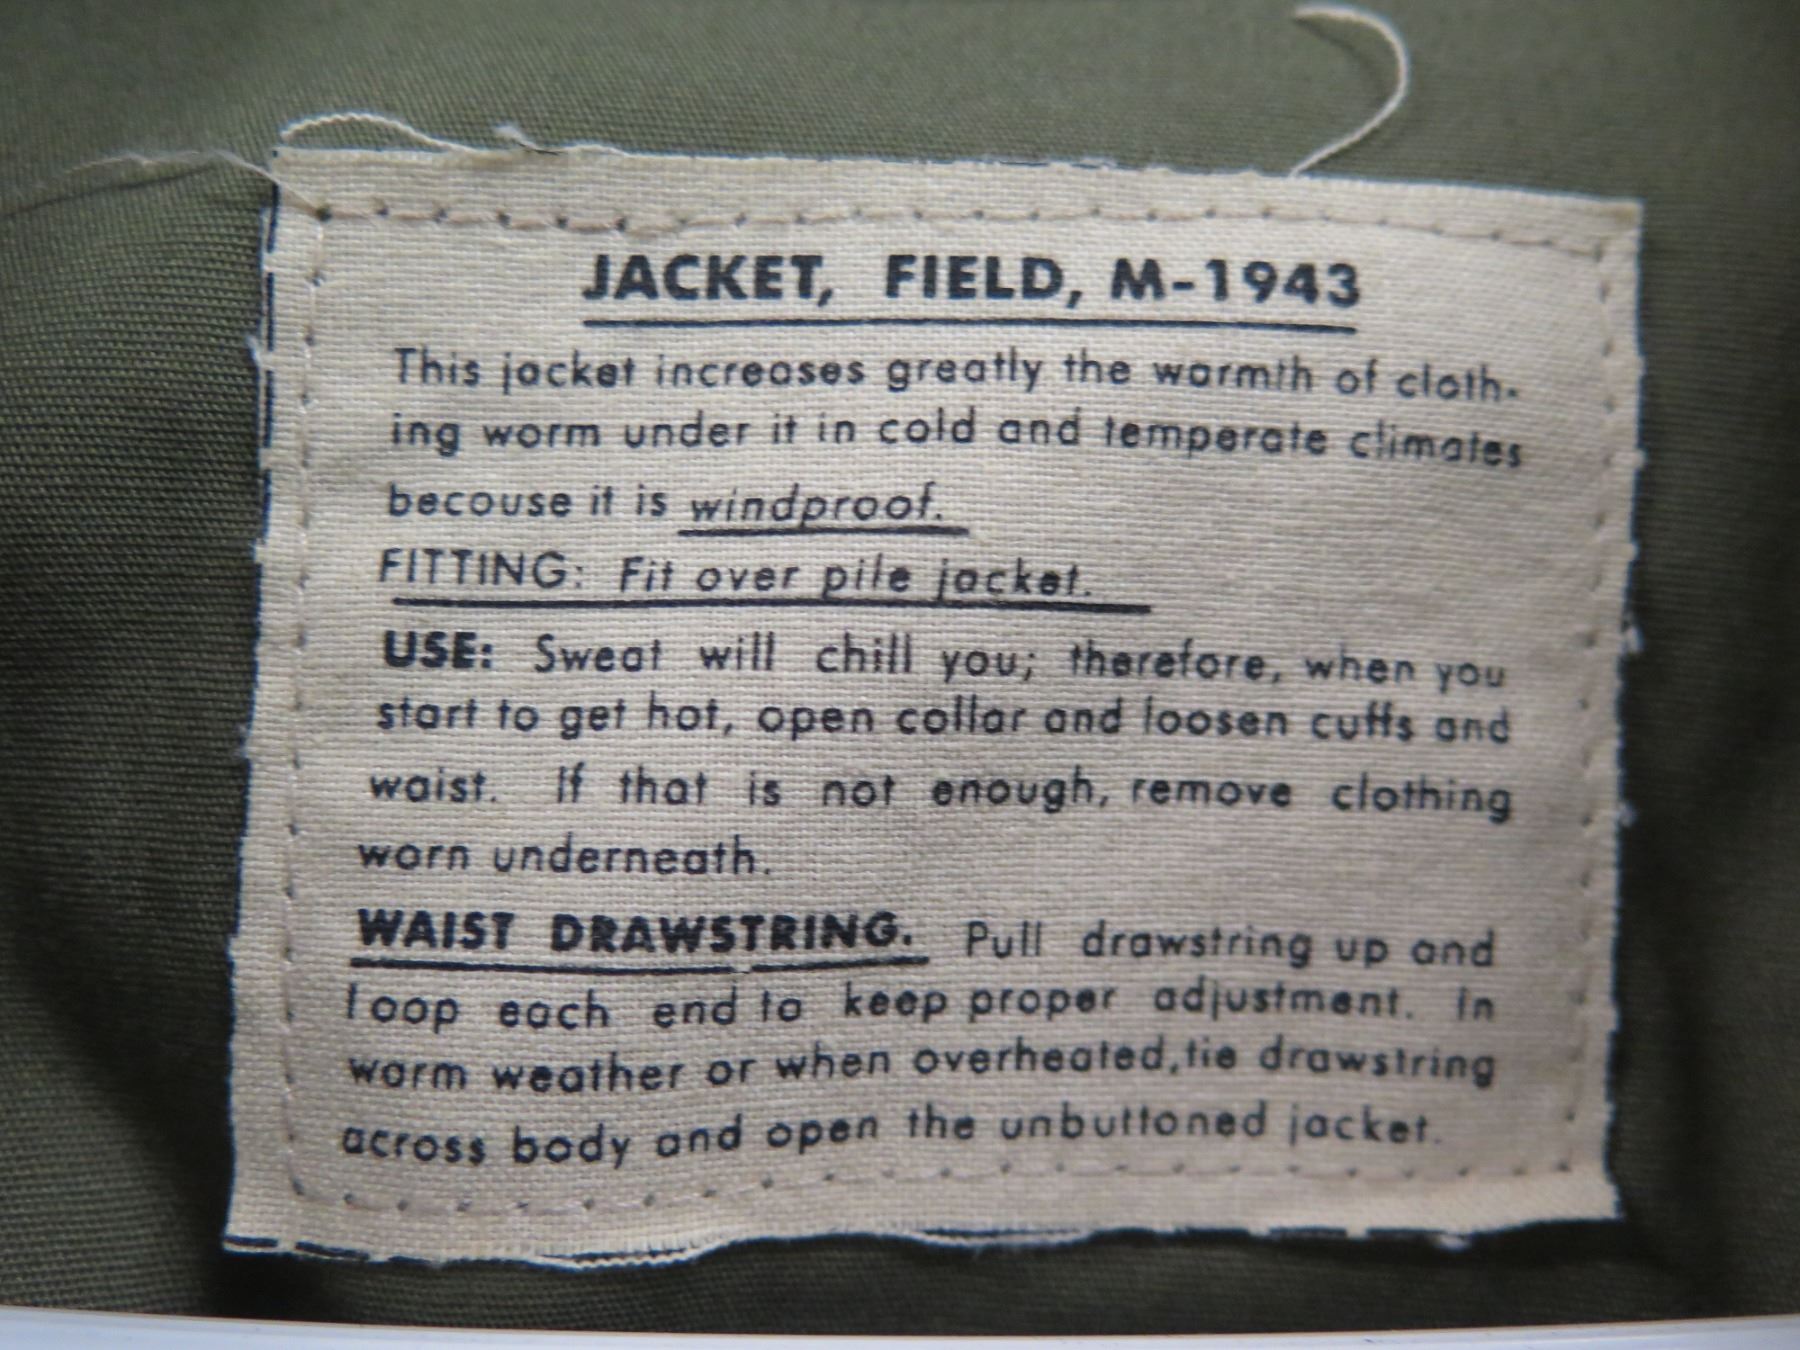 JACKET, FIELD, M-1943
This jacket increases greatly the warmth of cloth-
ing worm under it in cold and temperate climates
becouse it is windproof.
FITTING: Fit over pile jacket.
USE: Sweat will chill you; therefore, when you
start to get hot, open collar and loosen cuffs and
waist. If that is not enough, remove clothing
worn underneath.
WAIST DRAWSTRING. Pull drawstring up and
loop each end to keep proper adjustment. In
warm weather or when overheated, tie drawstring
across body and open the unbuttoned jacket.